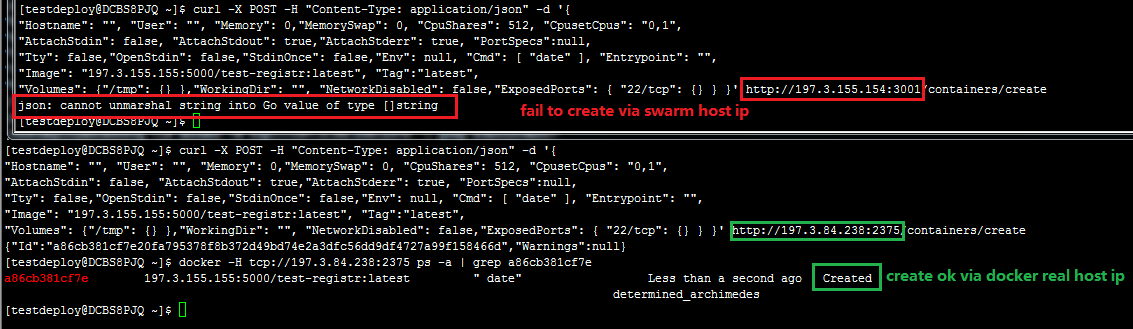 [testdeploy@DCBS8PJQ ~]$ curl -X POST -H "Content-Type: application/json" -d '{
"Hostname": "", "User": "", "Memory": 0,"MemorySwap": 0, "CpuShares": 512, "CpusetCpus": "0,1",
"AttachStdin": false, "AttachStdout": true,"AttachStderr": true, "PortSpecs":null,
"Tty": false,"OpenStdin": false,"StdinOnce": false,"Env": null, "Cmd": [ "date" ], "Entrypoint": "",
"Image": "197.3.155.155:5000/test-registr:latest", "Tag":"latest",
"Volumes": {"/tmp": {} },"WorkingDir": "", "NetworkDisabled": false,"ExposedPorts": { "22/tcp": {} } }' http://197.3.155.154:3001/containers/create
json: cannot unmarshal string into Go value of type []string
fail to create via swarm host ip
[testdeploy@DCBS8PJQ ~]$
[testdeploy@DCBS8PJQ ~]$ curl -X POST -H "Content-Type: application/json" -d '{
"Hostname": "", "User": "", "Memory": 0,"MemorySwap": 0, "CpuShares": 512, "CpusetCpus": "0,1",
"AttachStdin": false, "AttachStdout": true,"AttachStderr": true, "PortSpecs":null,
"Tty": false,"OpenStdin": false,"StdinOnce": false,"Env": null, "Cmd": [ "date" ], "Entrypoint": "",
"Image": "197.3.155.155:5000/test-registr:latest", "Tag":"latest",
"Volumes": {"/tmp": {} },"WorkingDir": "", "NetworkDisabled": false,"ExposedPorts": { "22/tcp": {} } }' http://197.3.84.238:2375/containers/create
{"Id":"a86cb381cf7e20fa795378f8b372d49bd74e2a3dfc56dd9df4727a99f158466d","Warnings":null}
[testdeploy@DCBS8PJQ ~]$ docker -H tcp://197.3.84.238:2375 ps -a | grep a86cb381cf7e
a86cb381cf7e 197.3.155.155:5000/test-registr:latest " date" Less than a second ago Created
create ok via docker real host ip
determined_archimedes
[testdeploy@DCBS8PJQ ~]$